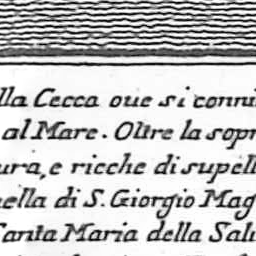 lla Cecca oue si conni
al Mare. Oltre la sopr
ura, e ricche di supell
ella di S. Giorgio Mag
Santa Maria della Salu